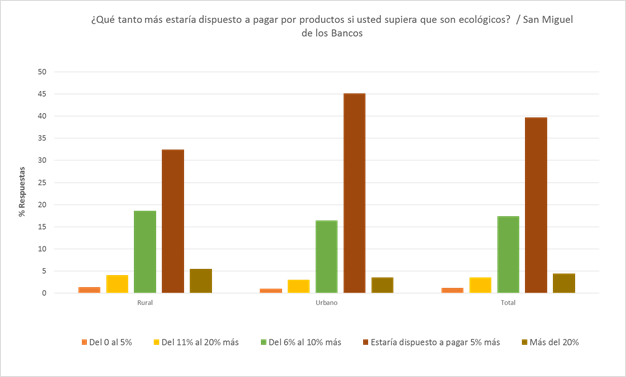 ¿Qué tanto más estaría dispuesto a pagar por productos si usted supiera que son ecológicos? / San Miguel
de los Bancos
50
45
40
35
30
25
20
15
10
5
0
% Respuestas
Rural Urbano Total
Del 0 al 5% Del 11% al 20% más Del 6% al 10% más Estaría dispuesto a pagar 5% más Más del 20%